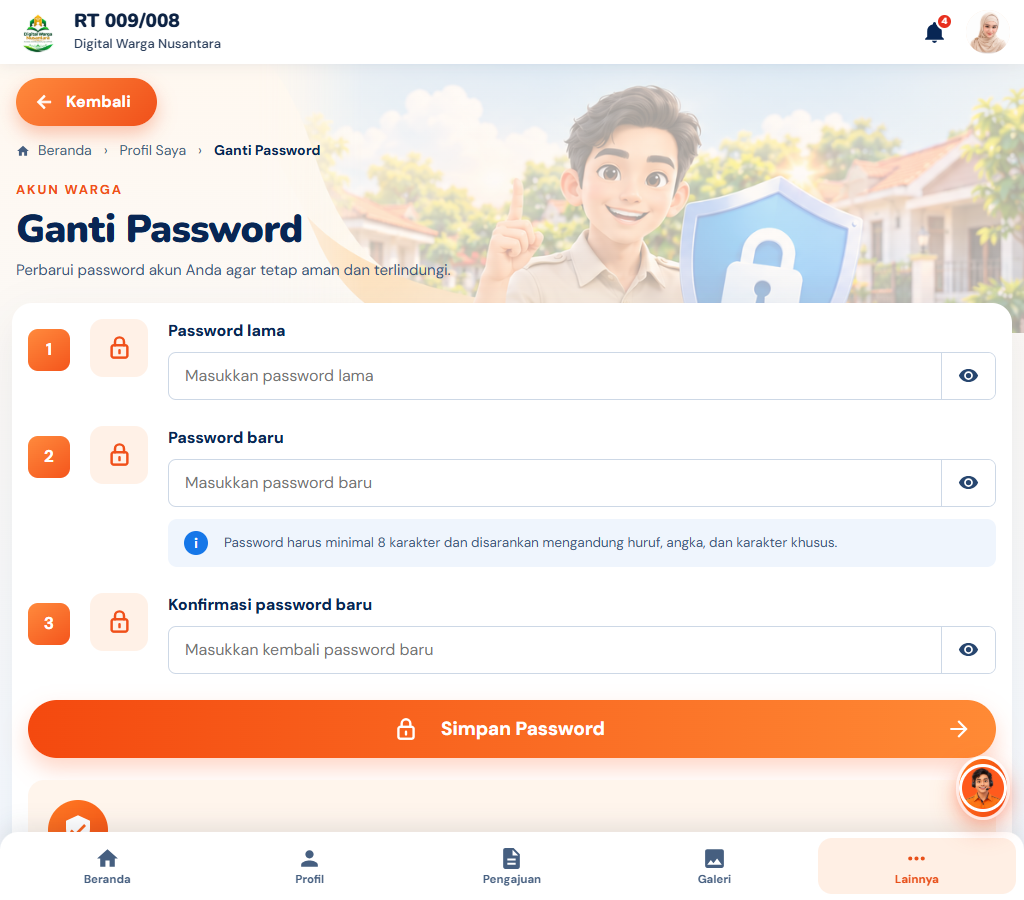 RT 009/008
Digital Warga Nusantara
4
Kembali
Beranda › Profil Saya › Ganti Password
AKUN WARGA
Ganti Password
Perbarui password akun Anda agar tetap aman dan terlindungi.
1
Password lama
Masukkan password lama
2
Password baru
Masukkan password baru
i
Password harus minimal 8 karakter dan disarankan mengandung huruf, angka, dan karakter khusus.
3
Konfirmasi password baru
Masukkan kembali password baru
Simpan Password
Beranda
Profil
Pengajuan
Galeri
Lainnya